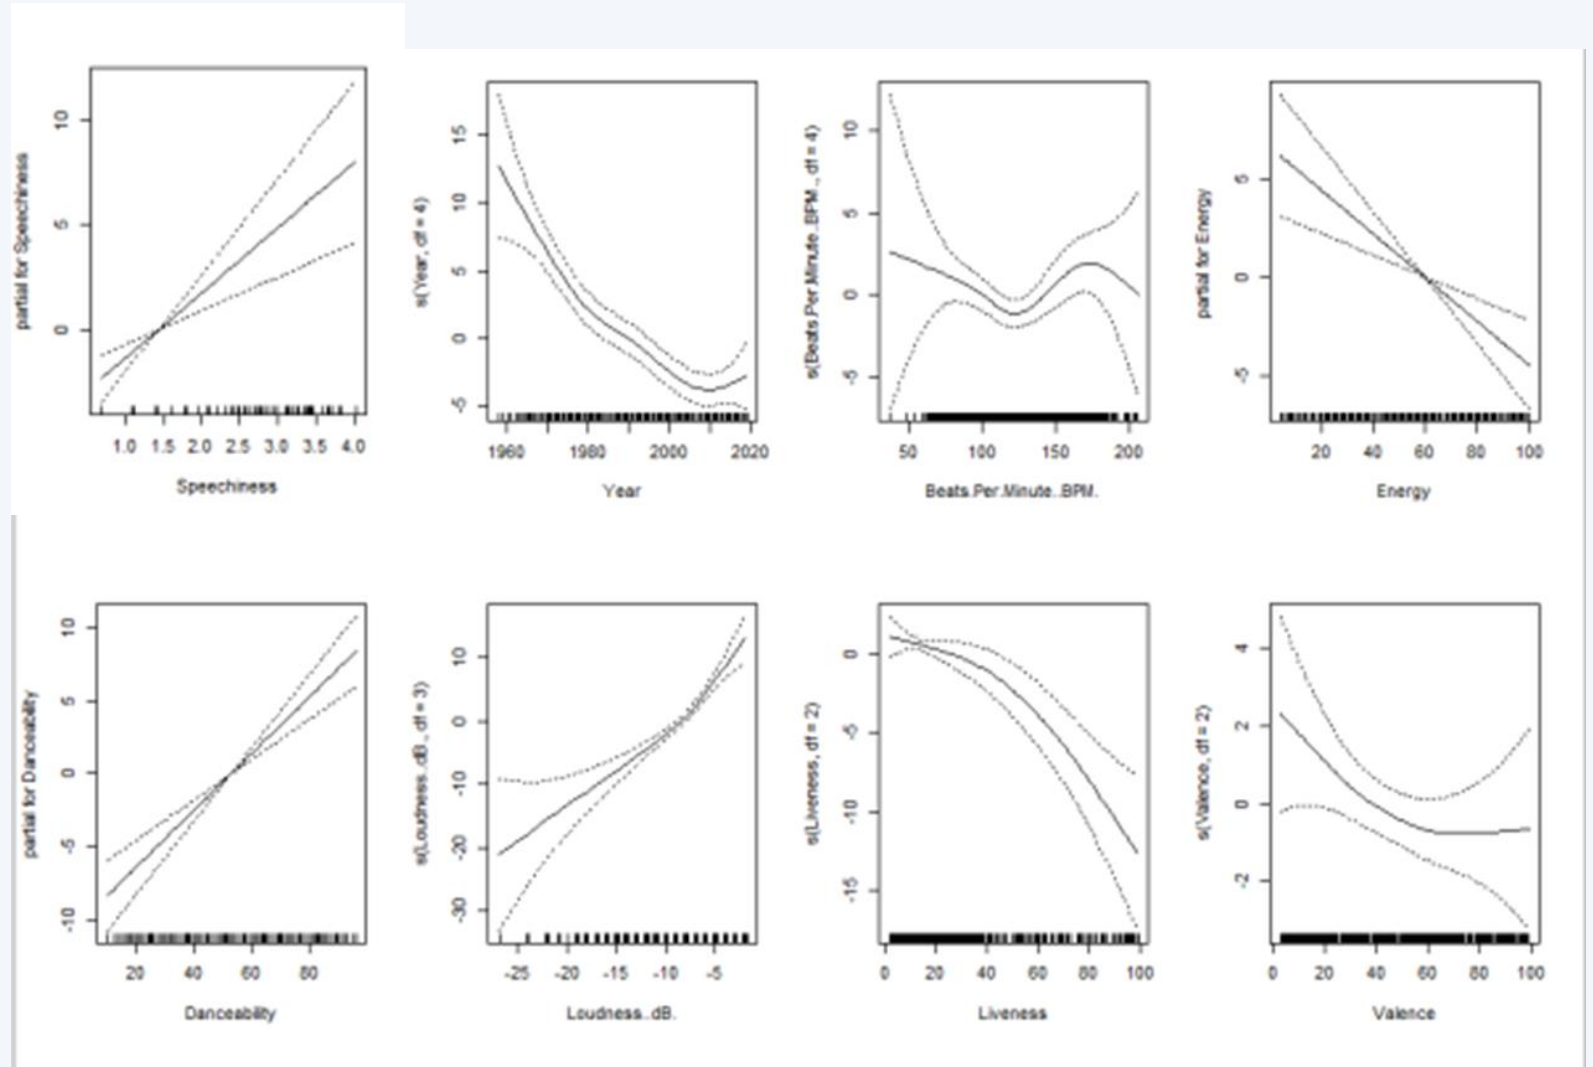 partial for Speechiness
10
5
0
1.0 1.5 2.0 2.5 3.0 3.5 4.0
Speechiness
s(Year, df = 4)
15
10
5
0
-5
1960 1980 2000 2020
Year
s(Beats.Per.Minute..BPM., df = 4)
10
5
0
-5
50 100 150 200
Beats.Per.Minute..BPM.
partial for Energy
5
0
-5
20 40 60 80 100
Energy
partial for Danceability
10
5
0
-5
-10
20 40 60 80
Danceability
s(Loudness..dB., df = 3)
10
0
-10
-20
-30
-25 -20 -15 -10 -5
Loudness..dB.
s(Liveness, df = 2)
0
-5
-10
-15
0 20 40 60 80 100
Liveness
s(Valence, df = 2)
4
2
0
-2
0 20 40 60 80 100
Valence